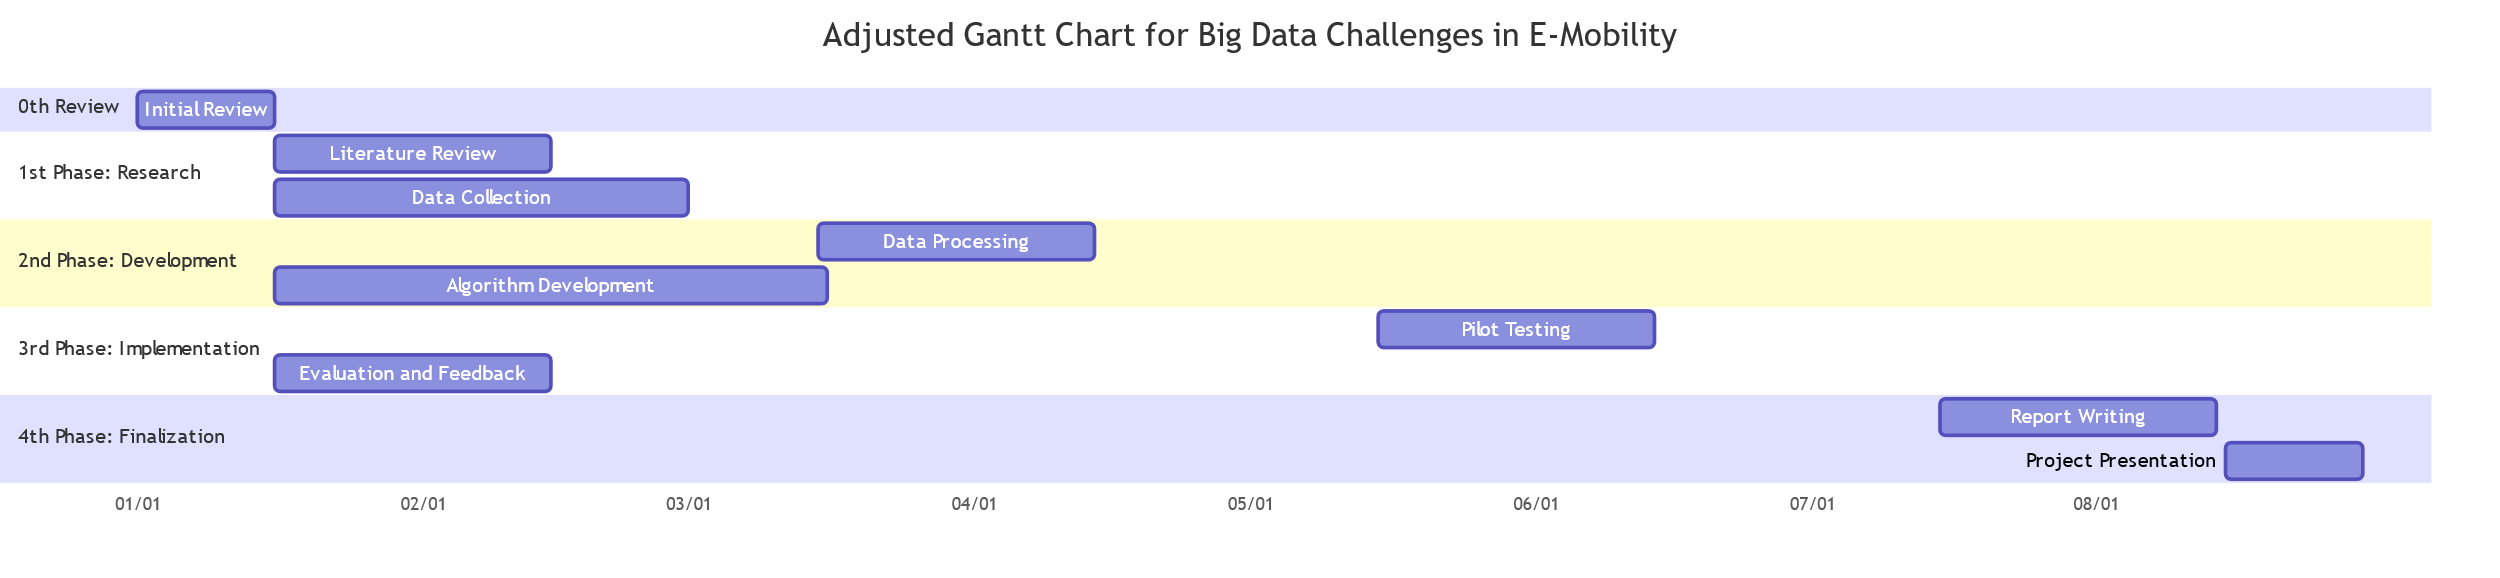 Adjusted Gantt Chart for Big Data Challenges in E-Mobility
0th Review
Initial Review
1st Phase: Research
Literature Review
Data Collection
2nd Phase: Development
Data Processing
Algorithm Development
3rd Phase: Implementation
Pilot Testing
Evaluation and Feedback
4th Phase: Finalization
Report Writing
Project Presentation
01/01 02/01 03/01 04/01 05/01 06/01 07/01 08/01